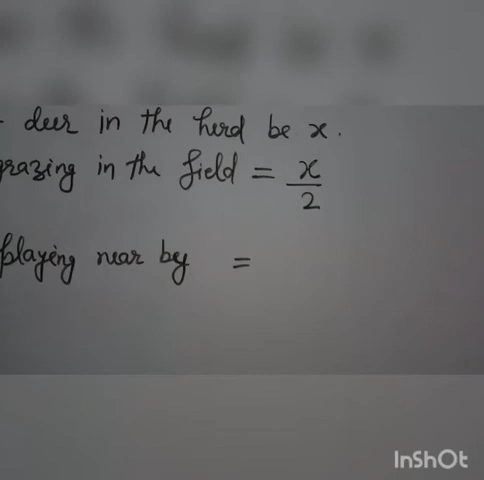 deer in the herd be x.
grazing in the field = x/2
playing near by =
InShOt